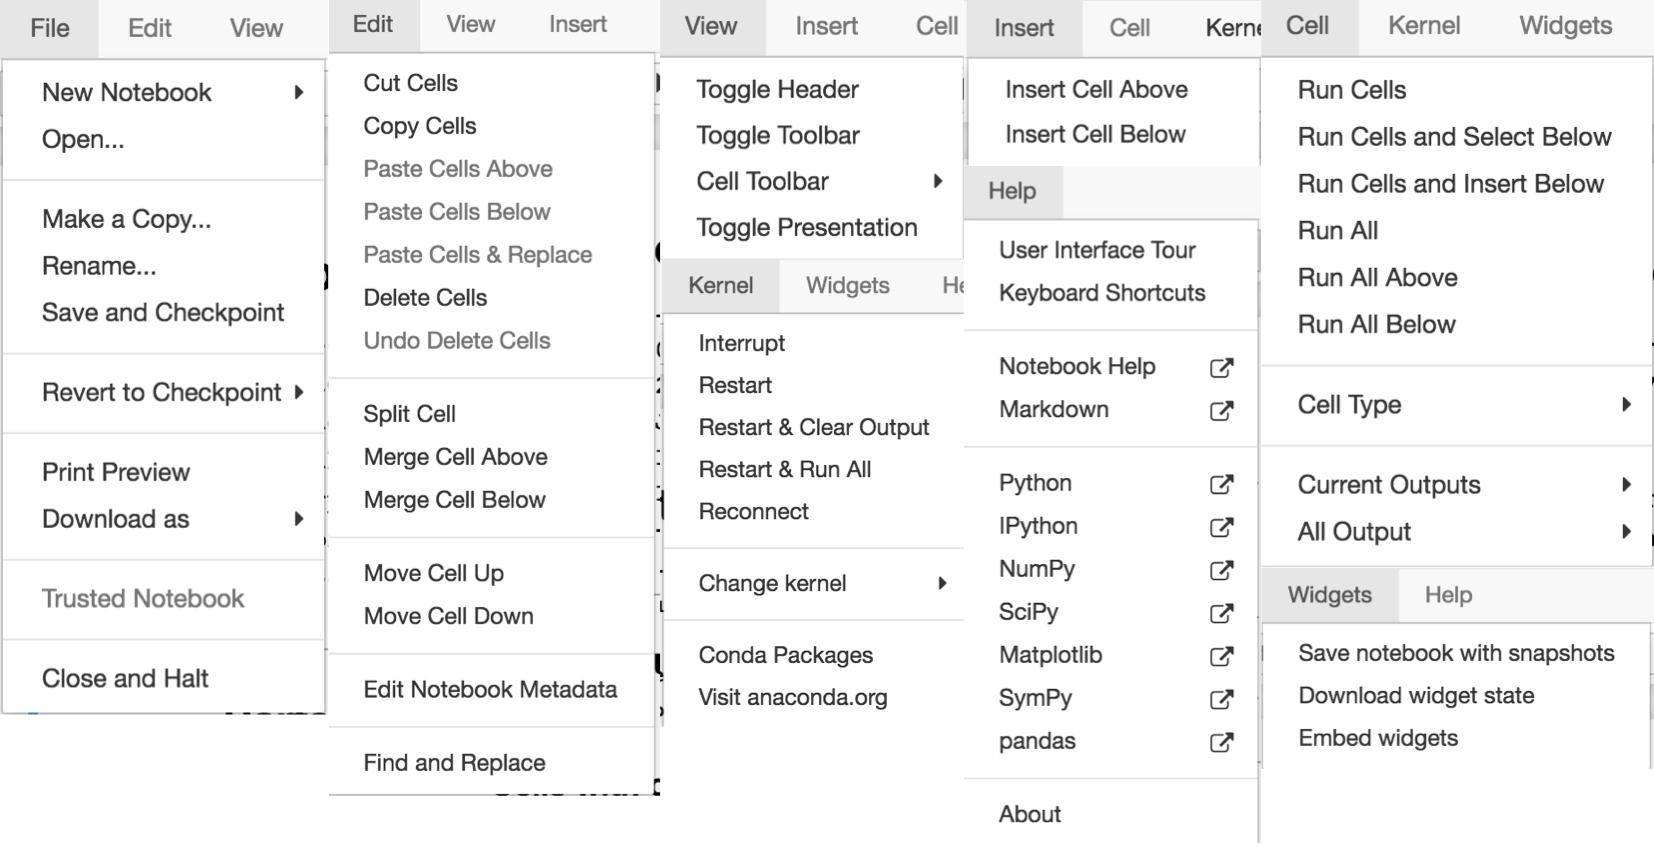 File Edit View
New Notebook
Open...
Make a Copy...
Rename...
Save and Checkpoint
Revert to Checkpoint
Print Preview
Download as
Trusted Notebook
Close and Halt
Edit View Insert
Cut Cells
Copy Cells
Paste Cells Above
Paste Cells Below
Paste Cells & Replace
Delete Cells
Undo Delete Cells
Split Cell
Merge Cell Above
Merge Cell Below
Move Cell Up
Move Cell Down
Edit Notebook Metadata
Find and Replace
View Insert Cell
Toggle Header
Toggle Toolbar
Cell Toolbar
Toggle Presentation
Kernel Widgets
Interrupt
Restart
Restart & Clear Output
Restart & Run All
Reconnect
Change kernel
Conda Packages
Visit anaconda.org
Insert Cell
Insert Cell Above
Insert Cell Below
Help
User Interface Tour
Keyboard Shortcuts
Notebook Help
Markdown
Python
IPython
NumPy
SciPy
Matplotlib
SymPy
pandas
About
Cell Kernel Widgets
Run Cells
Run Cells and Select Below
Run Cells and Insert Below
Run All
Run All Above
Run All Below
Cell Type
Current Outputs
All Output
Widgets Help
Save notebook with snapshots
Download widget state
Embed widgets